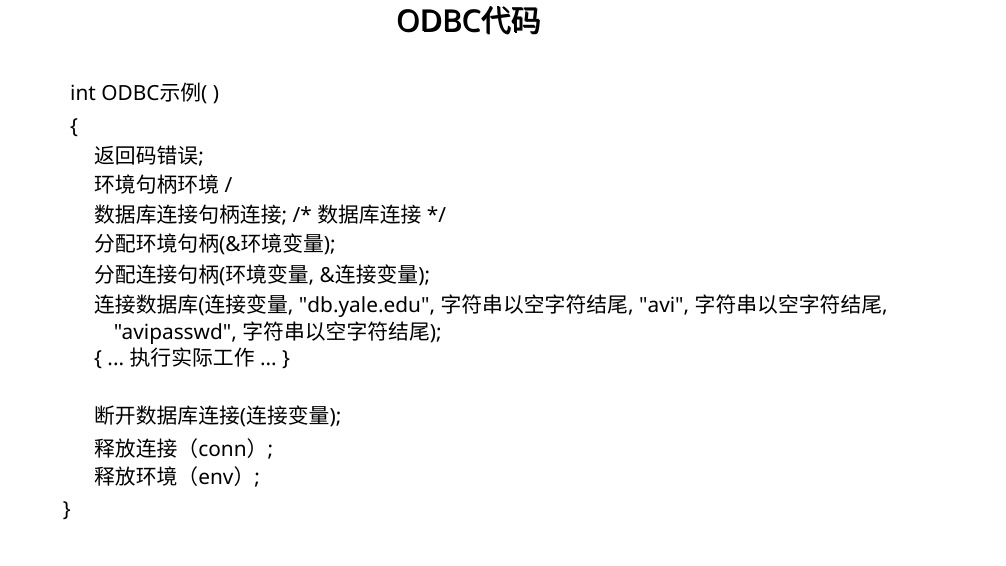 ODBC代码
int ODBC示例( )
{
返回码错误;
环境句柄环境 /
数据库连接句柄连接; /* 数据库连接 */
分配环境句柄(&环境变量);
分配连接句柄(环境变量, &连接变量);
连接数据库(连接变量, "db.yale.edu", 字符串以空字符结尾, "avi", 字符串以空字符结尾,
"avipasswd", 字符串以空字符结尾);
{ ... 执行实际工作 ... }
断开数据库连接(连接变量);
释放连接（conn）;
释放环境（env）;
}